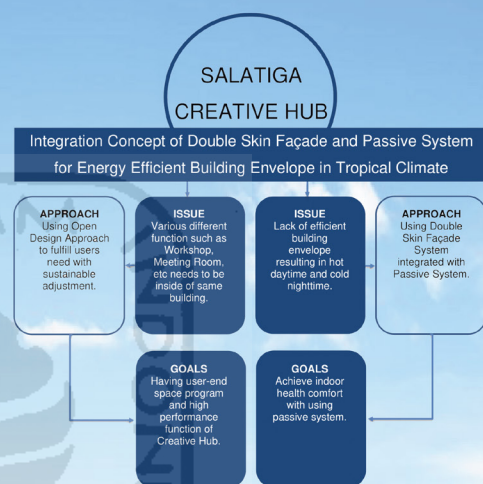 SALATIGA
CREATIVE HUB
Integration Concept of Double Skin Façade and Passive System
for Energy Efficient Building Envelope in Tropical Climate
APPROACH
Using Open
Design Approach
to fulfill users
need with
sustainable
adjustment.
ISSUE
Various different
function such as
Workshop,
Meeting Room,
etc needs to be
inside of same
building.
ISSUE
Lack of efficient
building
envelope
resulting in hot
daytime and cold
nighttime.
APPROACH
Using Double
Skin Façade
System
integrated with
Passive System.
GOALS
Having user-end
space program
and high
performance
function of
Creative Hub.
GOALS
Achieve indoor
health comfort
with using
passive system.